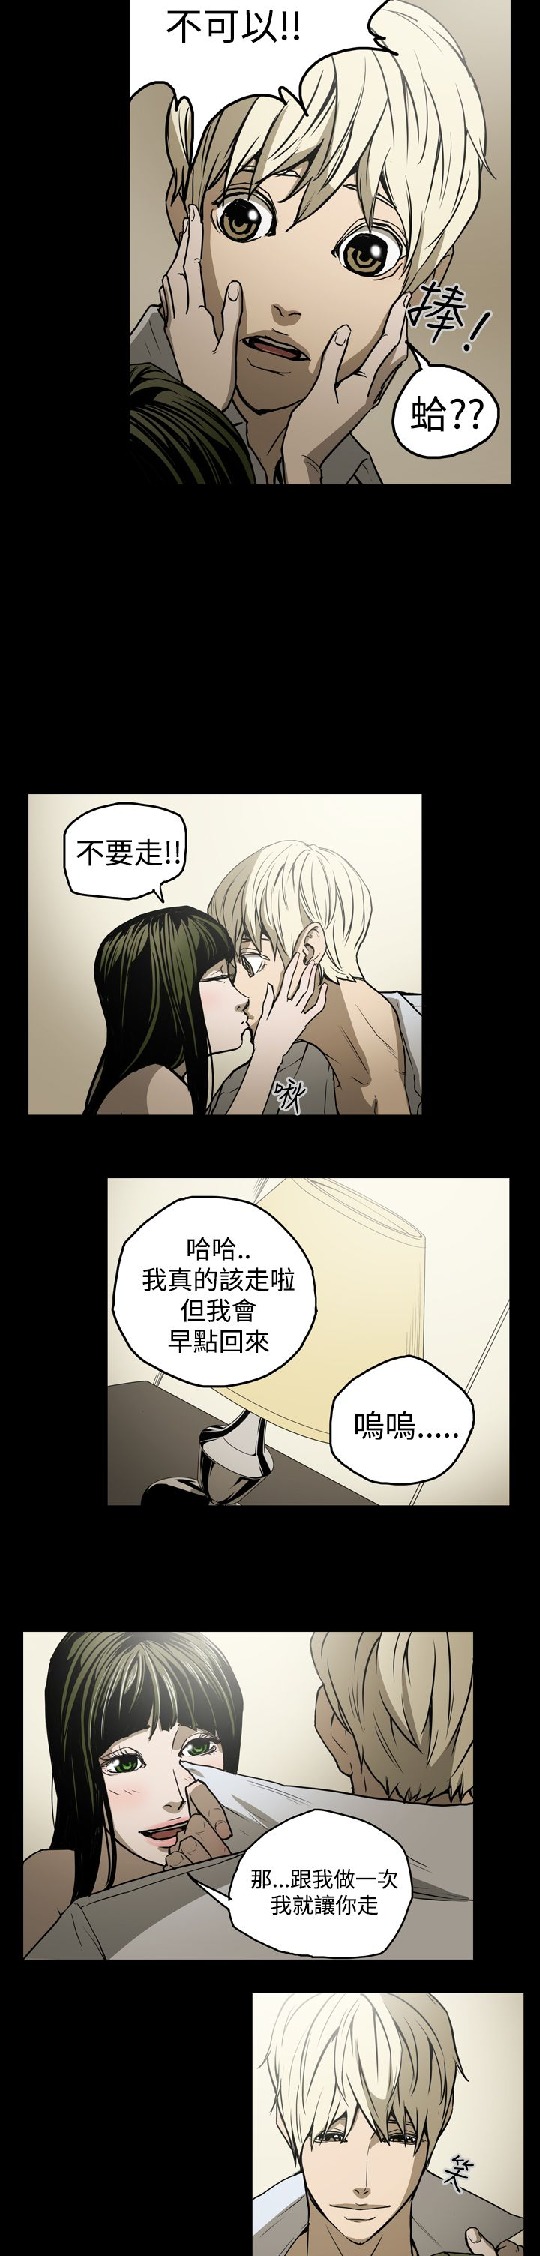 不可以!!
捧!
蛤??
不要走!!
啾
哈哈..
我真的該走啦
但我會
早點回來
嗚嗚.....
那...跟我做一次
我就讓你走
笑